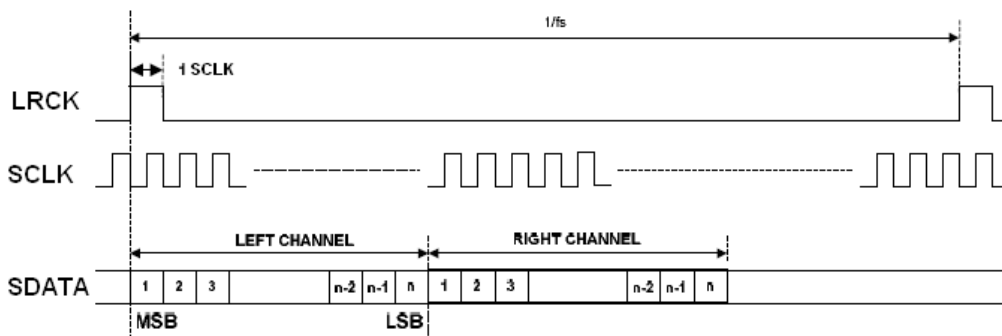 1/fs
1 SCLK
LRCK
SCLK
LEFT CHANNEL
RIGHT CHANNEL
SDATA
1 2 3 n-2 n-1 n 1 2 3 n-2 n-1 n
MSB LSB